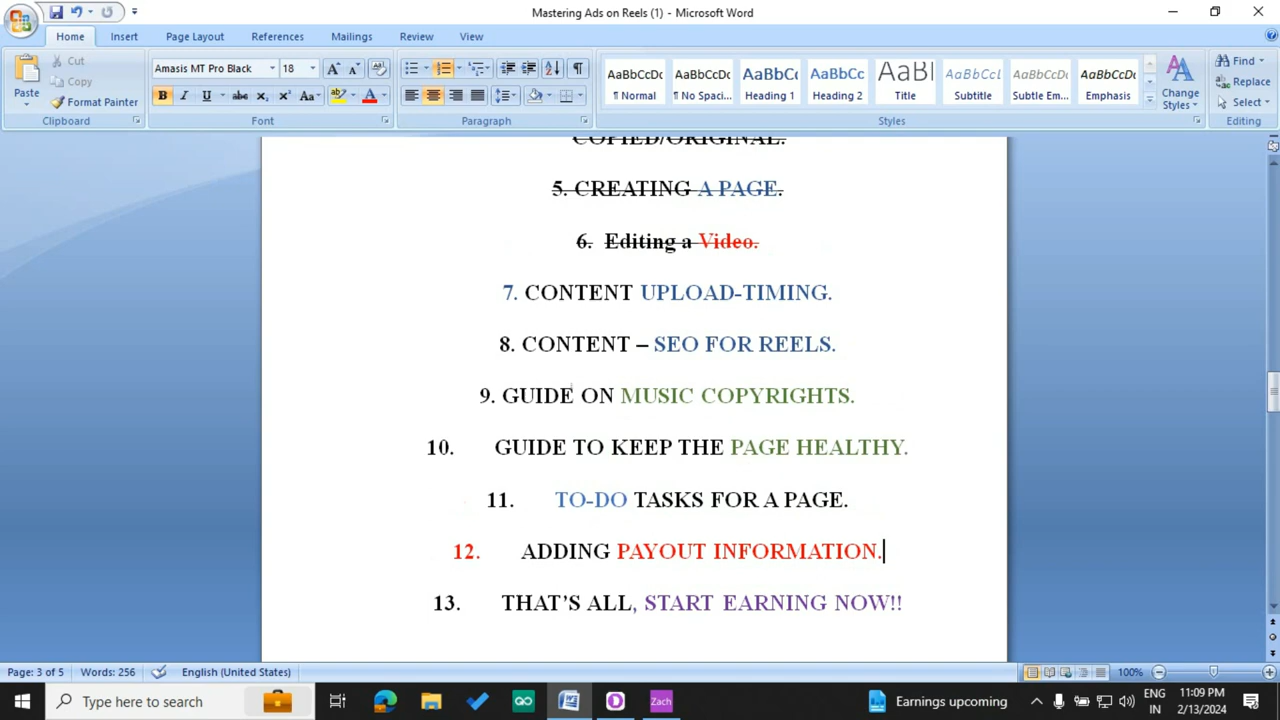 Mastering Ads on Reels (1) - Microsoft Word
Home Insert Page Layout References Mailings Review View
Paste
Cut
Copy
Format Painter
Clipboard
Amasis MT Pro Black 18
Font
Paragraph
AaBbCcDc AaBbCcDc AaBbCc AaBbCc AaBl AaBbCcL AaBbCcDc AaBbCcDc
¶ Normal ¶ No Spaci... Heading 1 Heading 2 Title Subtitle Subtle Em... Emphasis
Change Styles
Styles
Find
Replace
Select
Editing
COPIED/ORIGINAL.
5. CREATING A PAGE.
6. Editing a Video.
7. CONTENT UPLOAD-TIMING.
8. CONTENT – SEO FOR REELS.
9. GUIDE ON MUSIC COPYRIGHTS.
10. GUIDE TO KEEP THE PAGE HEALTHY.
11. TO-DO TASKS FOR A PAGE.
12. ADDING PAYOUT INFORMATION.
13. THAT’S ALL, START EARNING NOW!!
Page: 3 of 5 Words: 256 English (United States) 100%
Type here to search Zach Earnings upcoming ENG IN 11:09 PM 2/13/2024